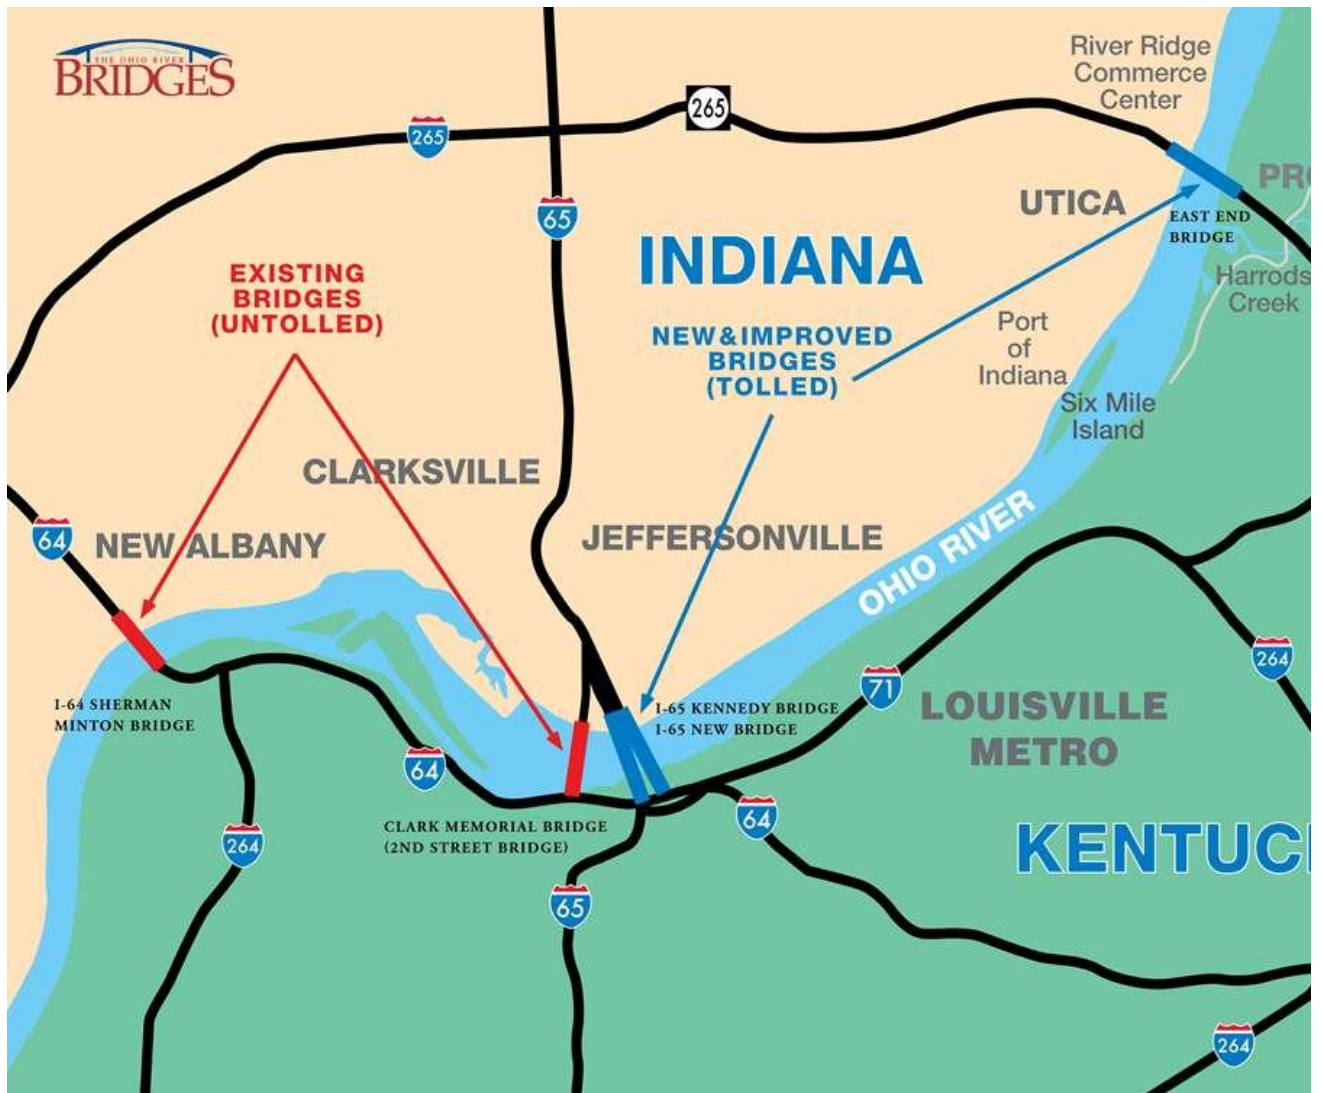 THE OHIO RIVER
BRIDGES
River Ridge
Commerce
Center
265
265
65
UTICA
PRO
EAST END
BRIDGE
INDIANA
EXISTING
BRIDGES
(UNTOLLED)
Harrods
Creek
NEW & IMPROVED
BRIDGES
(TOLLED)
Port
of
Indiana
Six Mile
Island
CLARKSVILLE
64
NEW ALBANY
JEFFERSONVILLE
OHIO RIVER
264
71
I-64 SHERMAN
MINTON BRIDGE
I-65 KENNEDY BRIDGE
I-65 NEW BRIDGE
LOUISVILLE
METRO
64
CLARK MEMORIAL BRIDGE
(2ND STREET BRIDGE)
64
264
KENTUC
65
264